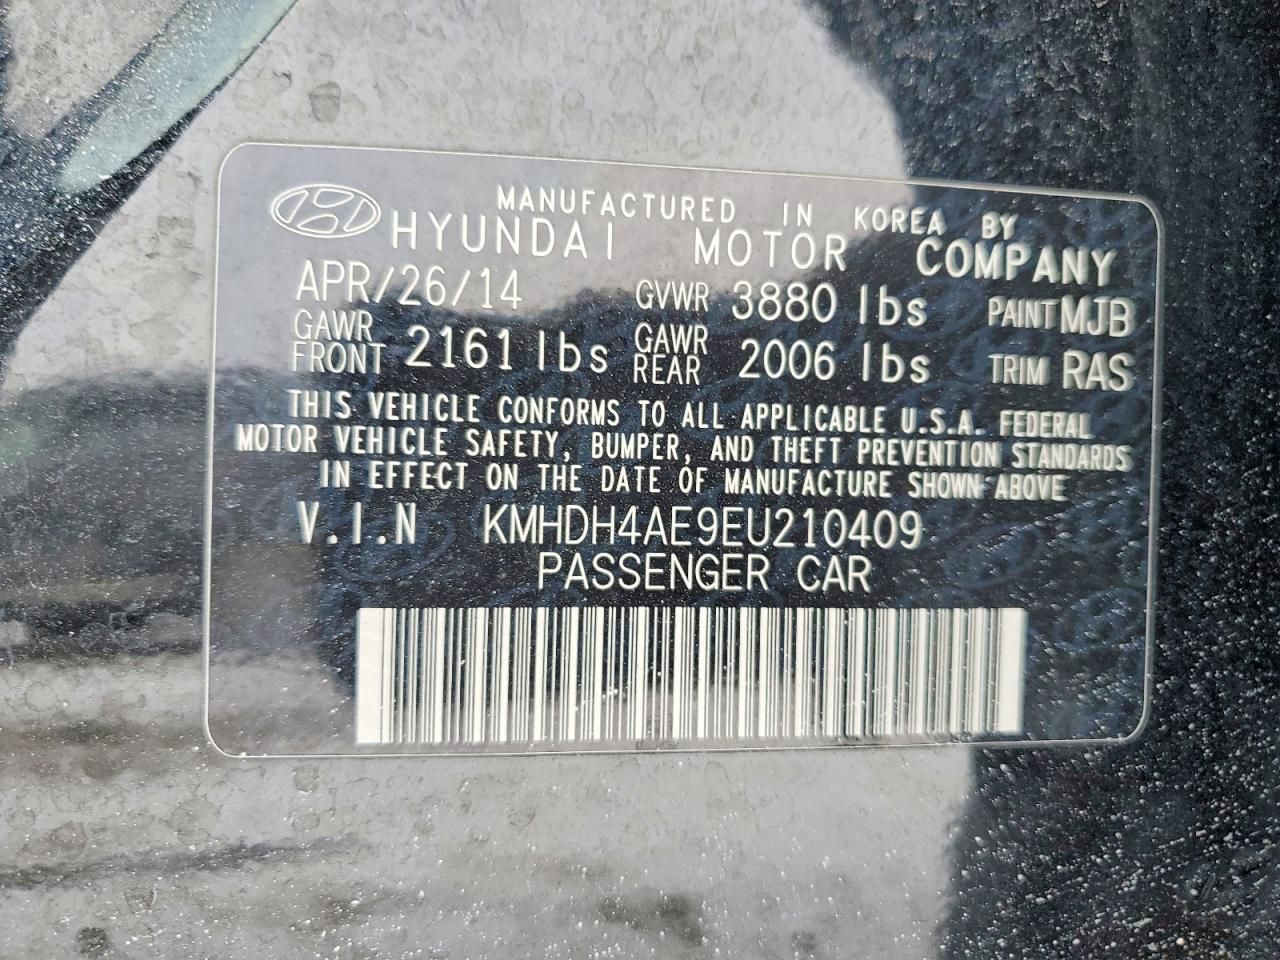 MANUFACTURED IN KOREA BY
HYUNDAI MOTOR COMPANY
APR/26/14 GVWR 3880 lbs PAINT MJB
GAWR FRONT 2161 lbs GAWR REAR 2006 lbs TRIM RAS
THIS VEHICLE CONFORMS TO ALL APPLICABLE U.S.A. FEDERAL
MOTOR VEHICLE SAFETY, BUMPER, AND THEFT PREVENTION STANDARDS
IN EFFECT ON THE DATE OF MANUFACTURE SHOWN ABOVE
V.I.N KMHDH4AE9EU210409
PASSENGER CAR